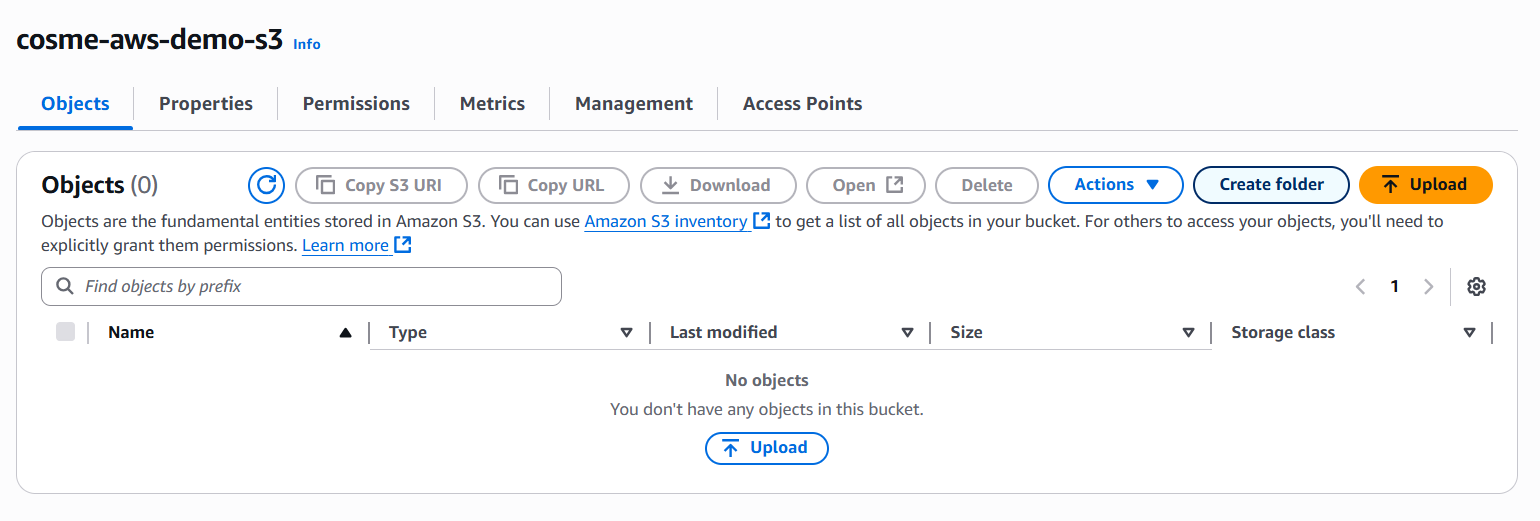 cosme-aws-demo-s3 Info
Objects Properties Permissions Metrics Management Access Points
Objects (0) Copy S3 URI Copy URL Download Open Delete Actions Create folder Upload
Objects are the fundamental entities stored in Amazon S3. You can use Amazon S3 inventory to get a list of all objects in your bucket. For others to access your objects, you'll need to
explicitly grant them permissions. Learn more
Find objects by prefix 1
Name Type Last modified Size Storage class
No objects
You don't have any objects in this bucket.
Upload